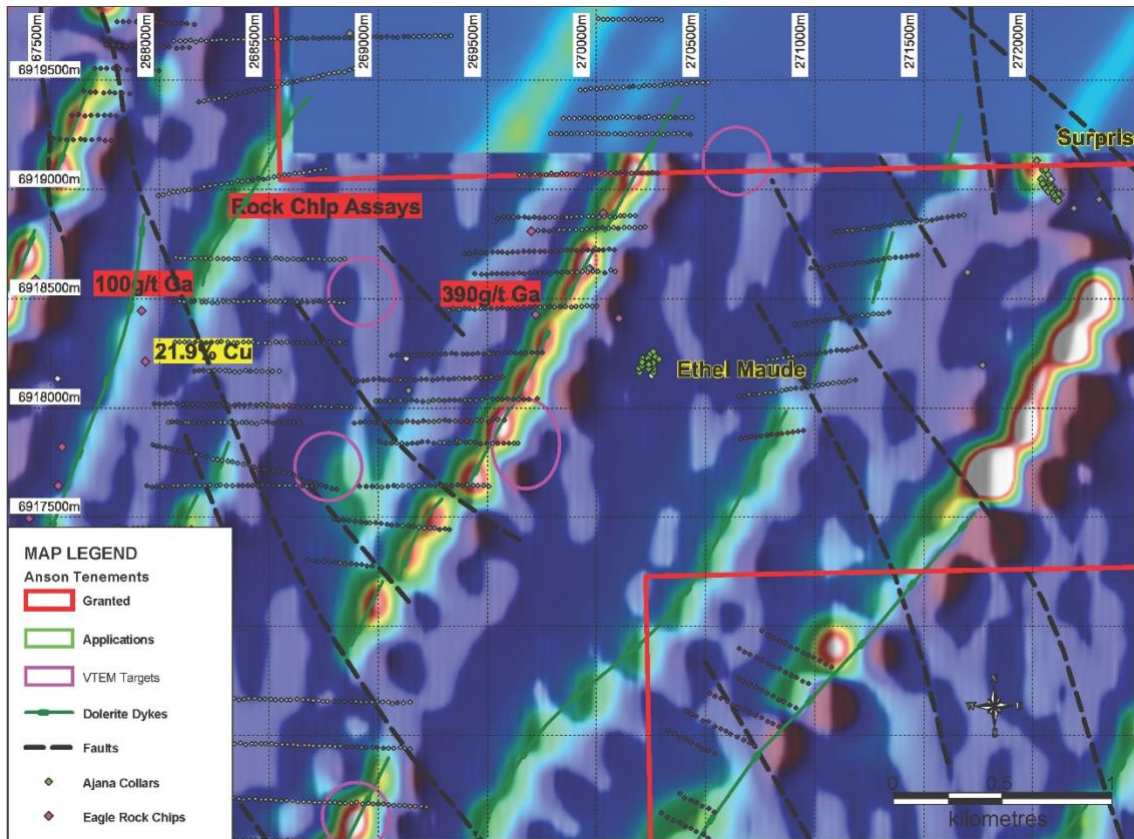 67500m
268000m
268500m
269000m
269500m
270000m
270500m
271000m
271500m
272000m
6919500m
Surpris
6919000m
Rock Chip Assays
6918500m
100g/t Ga
390g/t Ga
21.9% Cu
Ethel Maude
6918000m
6917500m
MAP LEGEND
Anson Tenements
Granted
Applications
VTEM Targets
Dolerite Dykes
Faults
Ajana Collars
Eagle Rock Chips
N
0 0.5 1
kilometres